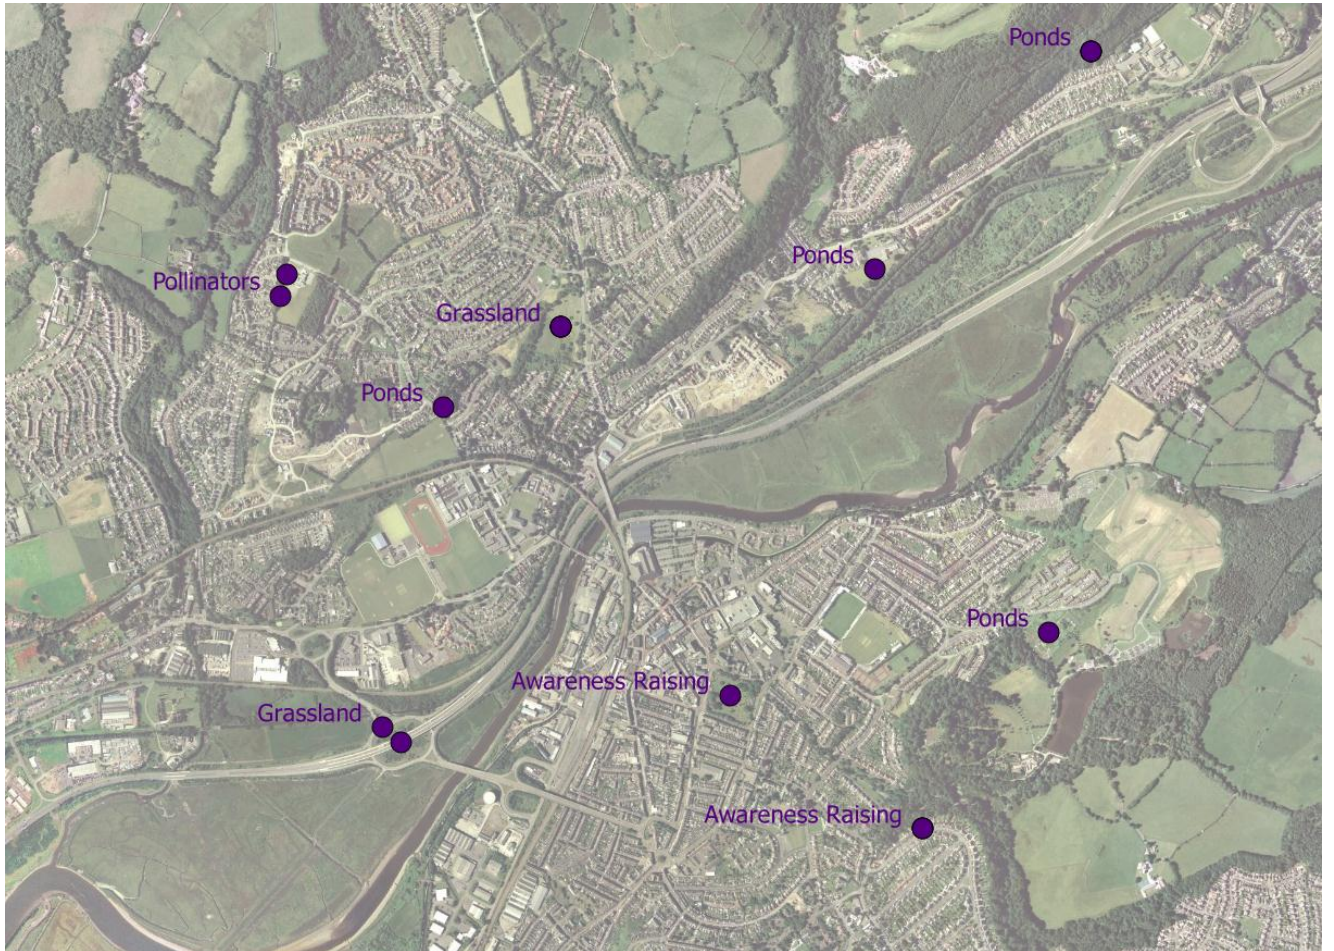 Ponds
Ponds
Pollinators
Grassland
Ponds
Ponds
Awareness Raising
Grassland
Awareness Raising